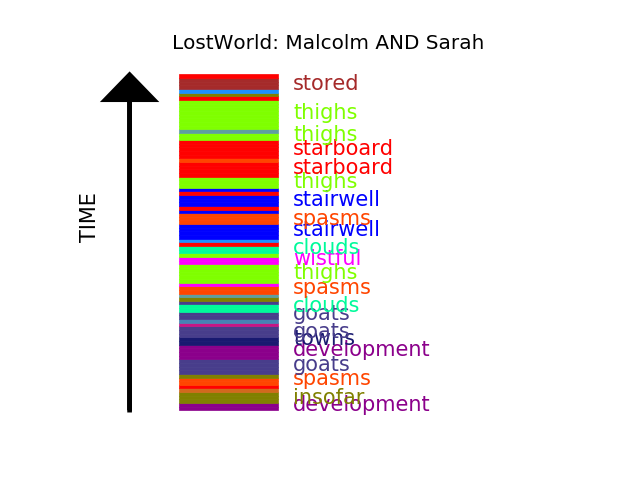 LostWorld: Malcolm AND Sarah
stored
thighs
thighs
starboard
starboard
thighs
stairwell
spasms
stairwell
clouds
wistful
thighs
spasms
clouds
goats
goats
towns
development
goats
spasms
insofar
development
TIME